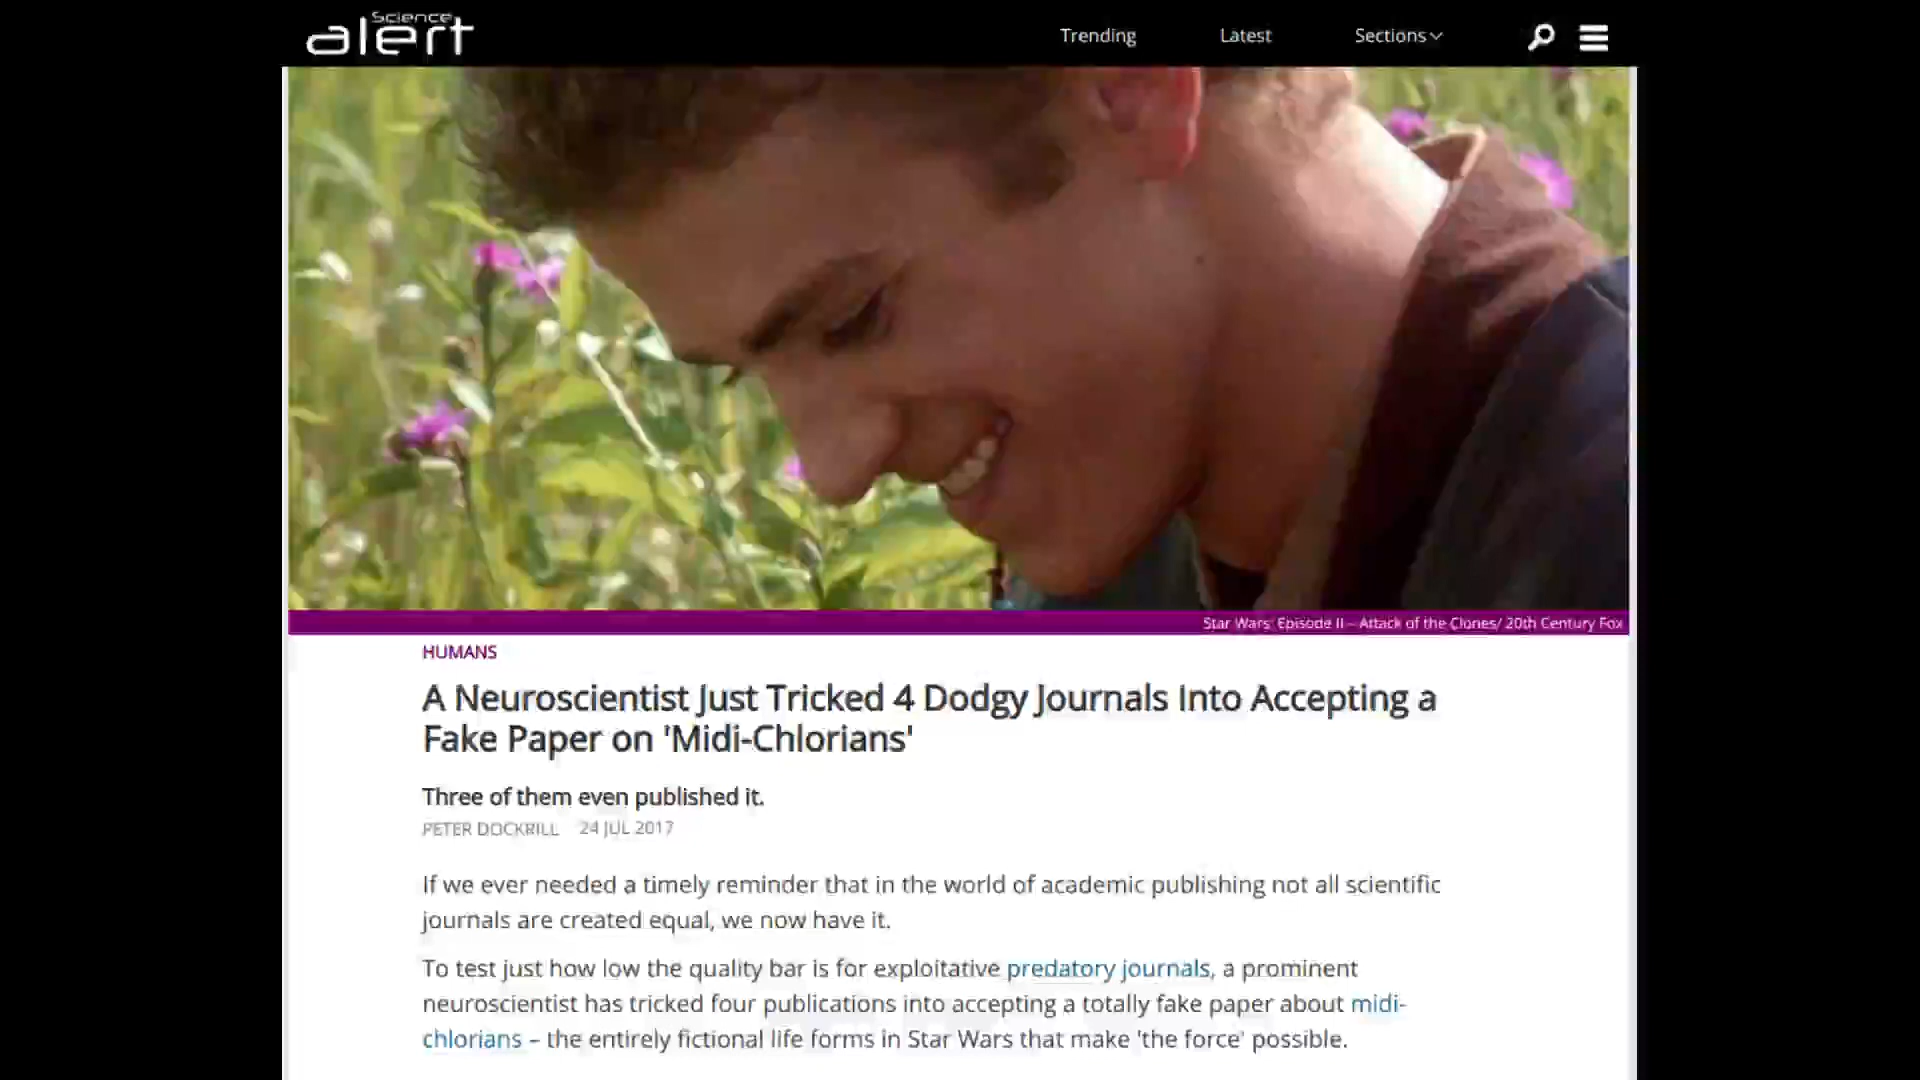 Science
alert
Trending
Latest
Sections
Star Wars: Episode II – Attack of the Clones/ 20th Century Fox
HUMANS
A Neuroscientist Just Tricked 4 Dodgy Journals Into Accepting a
Fake Paper on 'Midi-Chlorians'
Three of them even published it.
PETER DOCKRILL 24 JUL 2017
If we ever needed a timely reminder that in the world of academic publishing not all scientific
journals are created equal, we now have it.
To test just how low the quality bar is for exploitative predatory journals, a prominent
neuroscientist has tricked four publications into accepting a totally fake paper about midi-
chlorians – the entirely fictional life forms in Star Wars that make 'the force' possible.